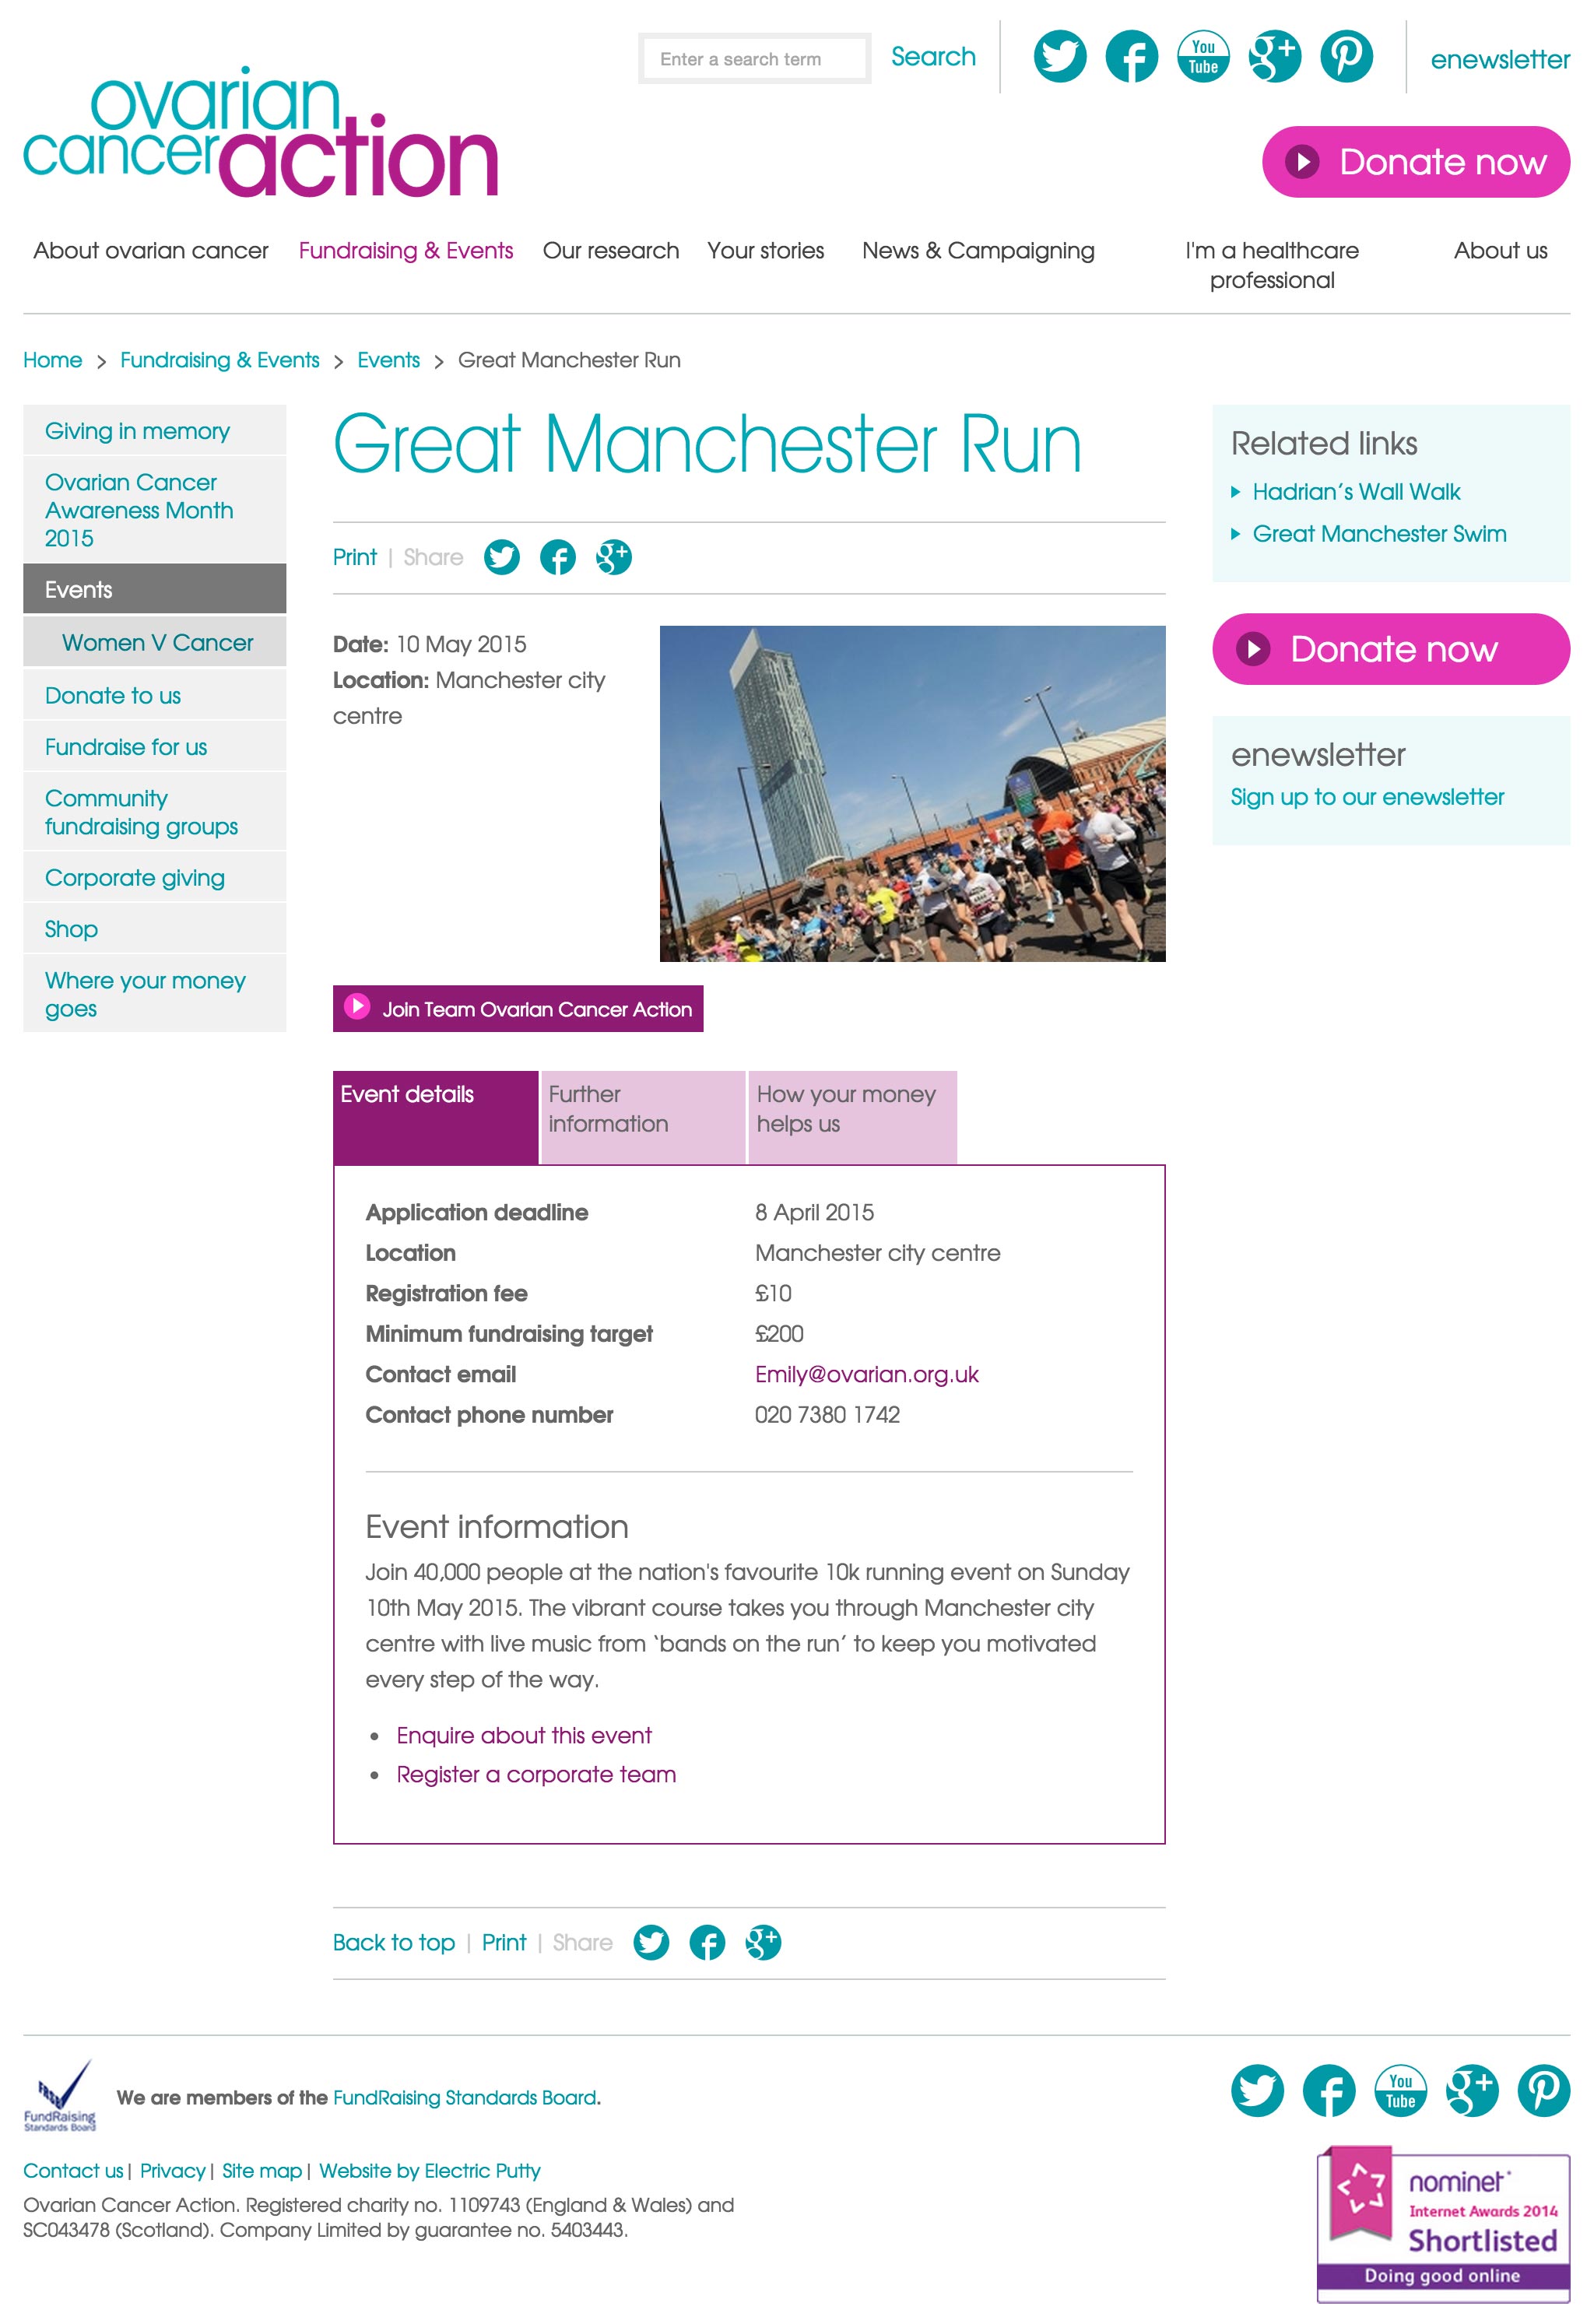 Enter a search term
Search
You
Tube
g+
enewsletter
ovarian
canceraction
Donate now
About ovarian cancer
Fundraising & Events
Our research
Your stories
News & Campaigning
I'm a healthcare
professional
About us
Home > Fundraising & Events > Events > Great Manchester Run
Giving in memory
Ovarian Cancer
Awareness Month
2015
Events
Women V Cancer
Donate to us
Fundraise for us
Community
fundraising groups
Corporate giving
Shop
Where your money
goes
Great Manchester Run
Print | Share
g+
Date: 10 May 2015
Location: Manchester city
centre
Join Team Ovarian Cancer Action
Event details
Further
information
How your money
helps us
Application deadline 8 April 2015
Location Manchester city centre
Registration fee £10
Minimum fundraising target £200
Contact email Emily@ovarian.org.uk
Contact phone number 020 7380 1742
Event information
Join 40,000 people at the nation's favourite 10k running event on Sunday
10th May 2015. The vibrant course takes you through Manchester city
centre with live music from ‘bands on the run’ to keep you motivated
every step of the way.
• Enquire about this event
• Register a corporate team
Back to top | Print | Share
g+
Related links
Hadrian’s Wall Walk
Great Manchester Swim
Donate now
enewsletter
Sign up to our enewsletter
FundRaising
Standards Board
We are members of the FundRaising Standards Board.
You
Tube
g+
Contact us | Privacy | Site map | Website by Electric Putty
Ovarian Cancer Action. Registered charity no. 1109743 (England & Wales) and
SC043478 (Scotland). Company Limited by guarantee no. 5403443.
nominet
Internet Awards 2014
Shortlisted
Doing good online